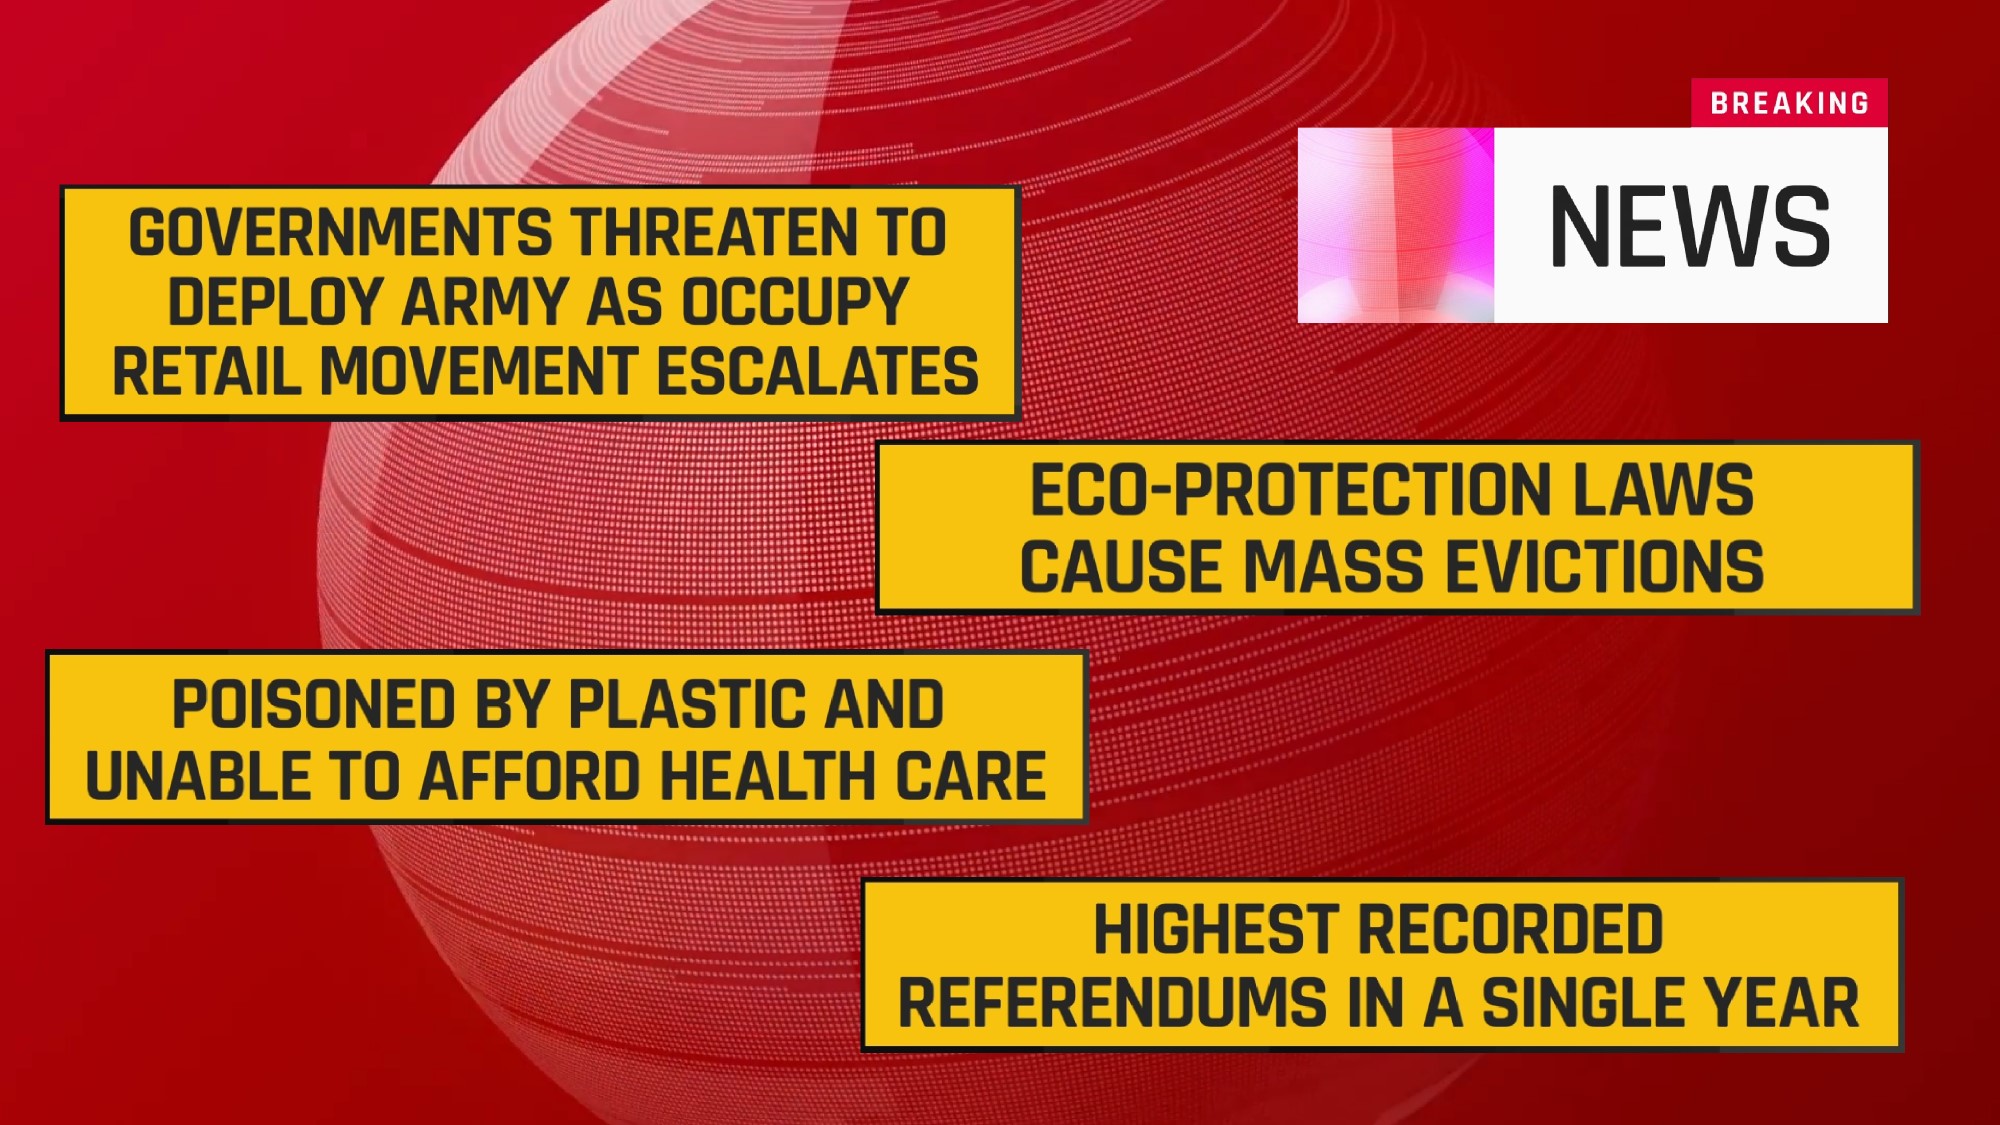 BREAKING
NEWS
GOVERNMENTS THREATEN TO
DEPLOY ARMY AS OCCUPY
RETAIL MOVEMENT ESCALATES
ECO-PROTECTION LAWS
CAUSE MASS EVICTIONS
POISONED BY PLASTIC AND
UNABLE TO AFFORD HEALTH CARE
HIGHEST RECORDED
REFERENDUMS IN A SINGLE YEAR